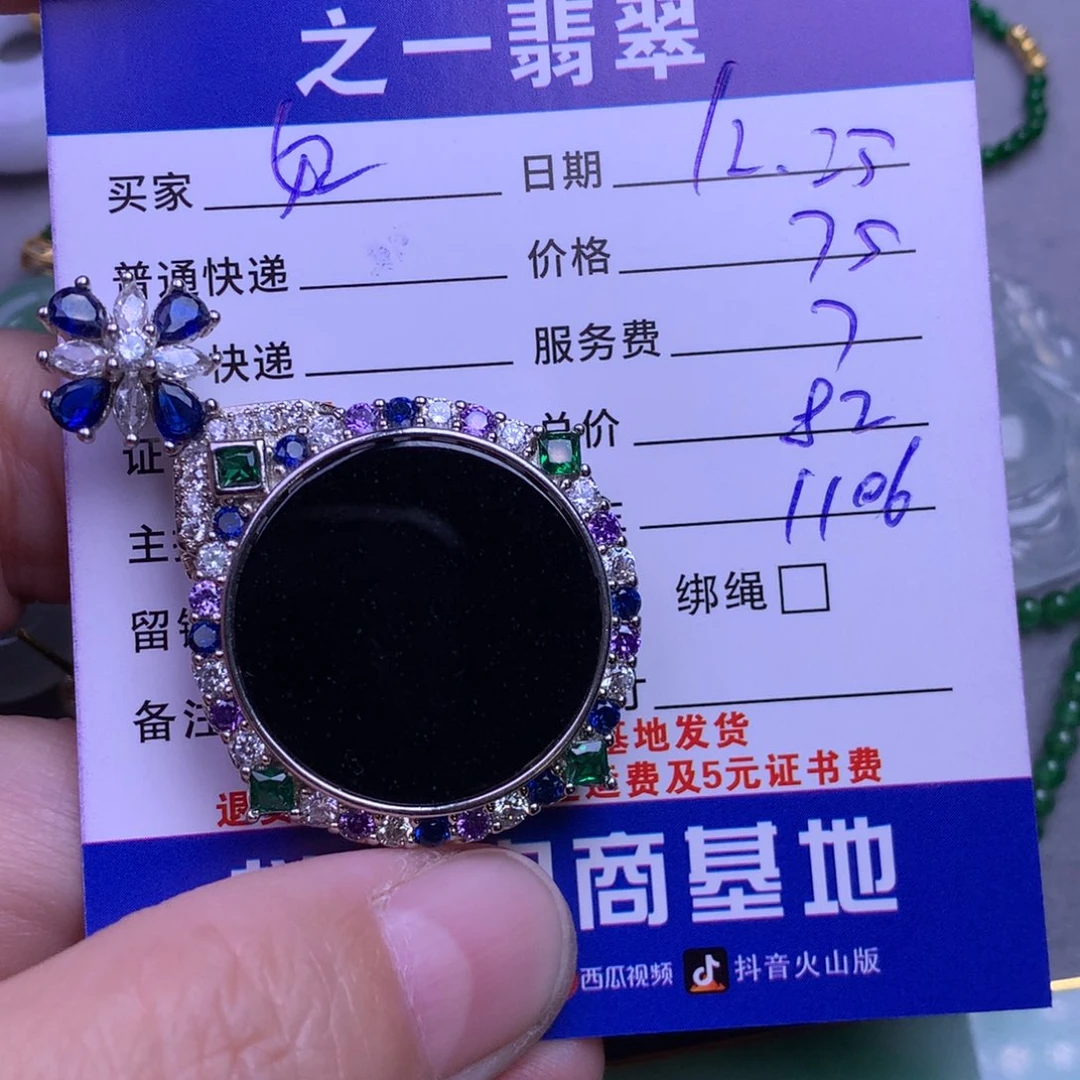 之一翡翠
买家 日期 12.25
普通快递 价格 75
快递 服务费 7
证 总价 82
主 1106
留 绑绳
备注
基地发货
退 运费及5元证书费
电商基地
西瓜视频 抖音火山版